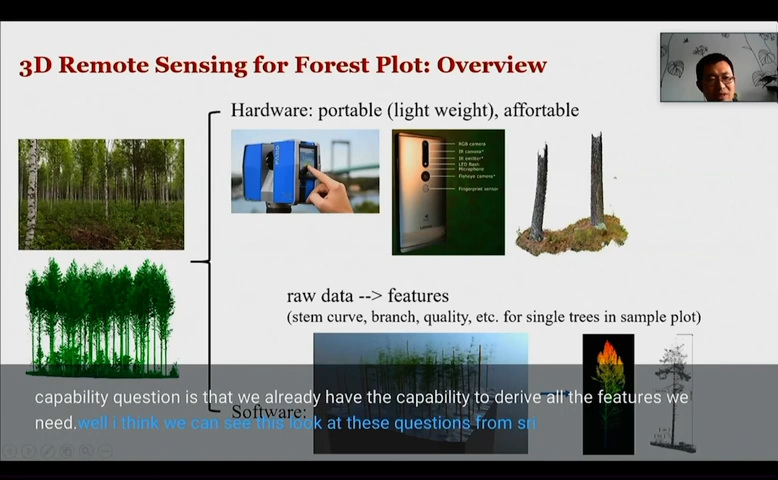 3D Remote Sensing for Forest Plot: Overview
Hardware: portable (light weight), affortable
RGB camera
IR camera*
IR emitter*
LED flash
Microphone
Fisheye camera*
Fingerprint sensor
raw data --> features
(stem curve, branch, quality, etc. for single trees in sample plot)
Software:
capability question is that we already have the capability to derive all the features we
need.well i think we can see this look at these questions from sri